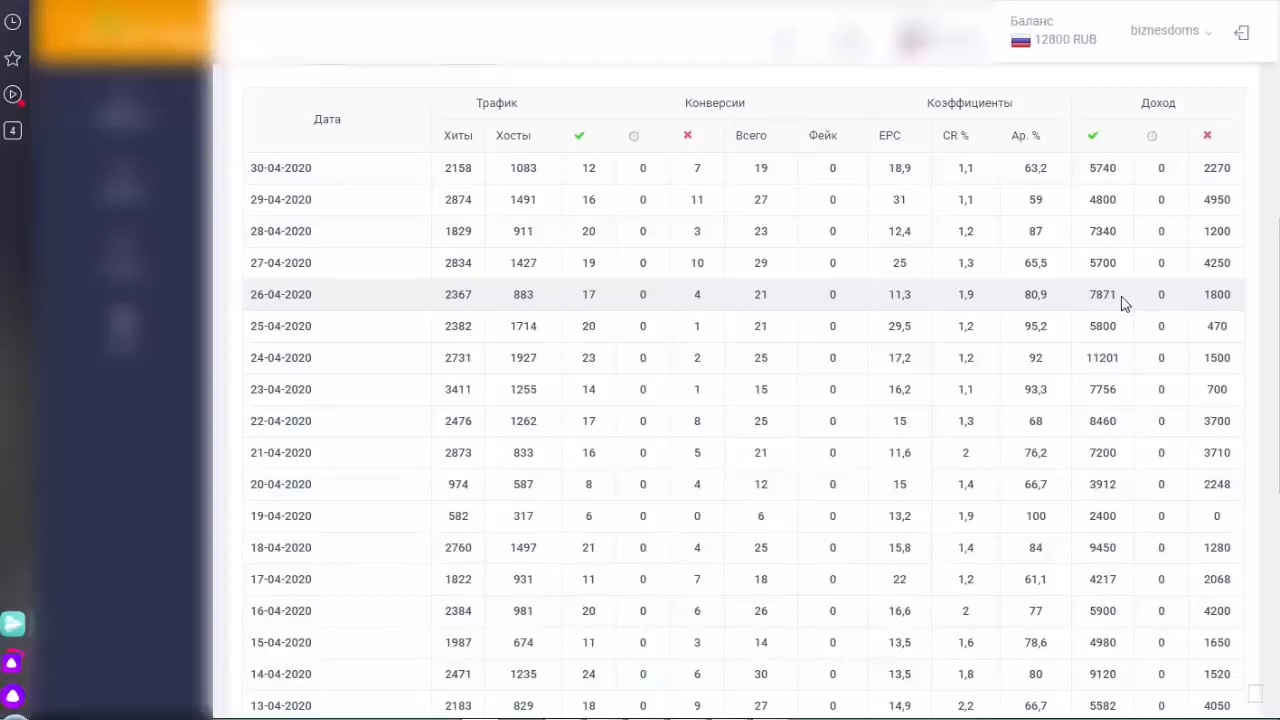 Баланс
12800 RUB
biznesdoms
4
Дата Трафик Конверсии Коэффициенты Доход
Хиты Хосты Всего Фейк EPC CR % Ap. %
30-04-2020 2158 1083 12 0 7 19 0 18,9 1,1 63,2 5740 0 2270
29-04-2020 2874 1491 16 0 11 27 0 31 1,1 59 4800 0 4950
28-04-2020 1829 911 20 0 3 23 0 12,4 1,2 87 7340 0 1200
27-04-2020 2834 1427 19 0 10 29 0 25 1,3 65,5 5700 0 4250
26-04-2020 2367 883 17 0 4 21 0 11,3 1,9 80,9 7871 0 1800
25-04-2020 2382 1714 20 0 1 21 0 29,5 1,2 95,2 5800 0 470
24-04-2020 2731 1927 23 0 2 25 0 17,2 1,2 92 11201 0 1500
23-04-2020 3411 1255 14 0 1 15 0 16,2 1,1 93,3 7756 0 700
22-04-2020 2476 1262 17 0 8 25 0 15 1,3 68 8460 0 3700
21-04-2020 2873 833 16 0 5 21 0 11,6 2 76,2 7200 0 3710
20-04-2020 974 587 8 0 4 12 0 15 1,4 66,7 3912 0 2248
19-04-2020 582 317 6 0 0 6 0 13,2 1,9 100 2400 0 0
18-04-2020 2760 1497 21 0 4 25 0 15,8 1,4 84 9450 0 1280
17-04-2020 1822 931 11 0 7 18 0 22 1,2 61,1 4217 0 2068
16-04-2020 2384 981 20 0 6 26 0 16,6 2 77 5900 0 4200
15-04-2020 1987 674 11 0 3 14 0 13,5 1,6 78,6 4980 0 1650
14-04-2020 2471 1235 24 0 6 30 0 13,5 1,8 80 9120 0 1520
13-04-2020 2183 829 18 0 9 27 0 14,9 2,2 66,7 5582 0 4050